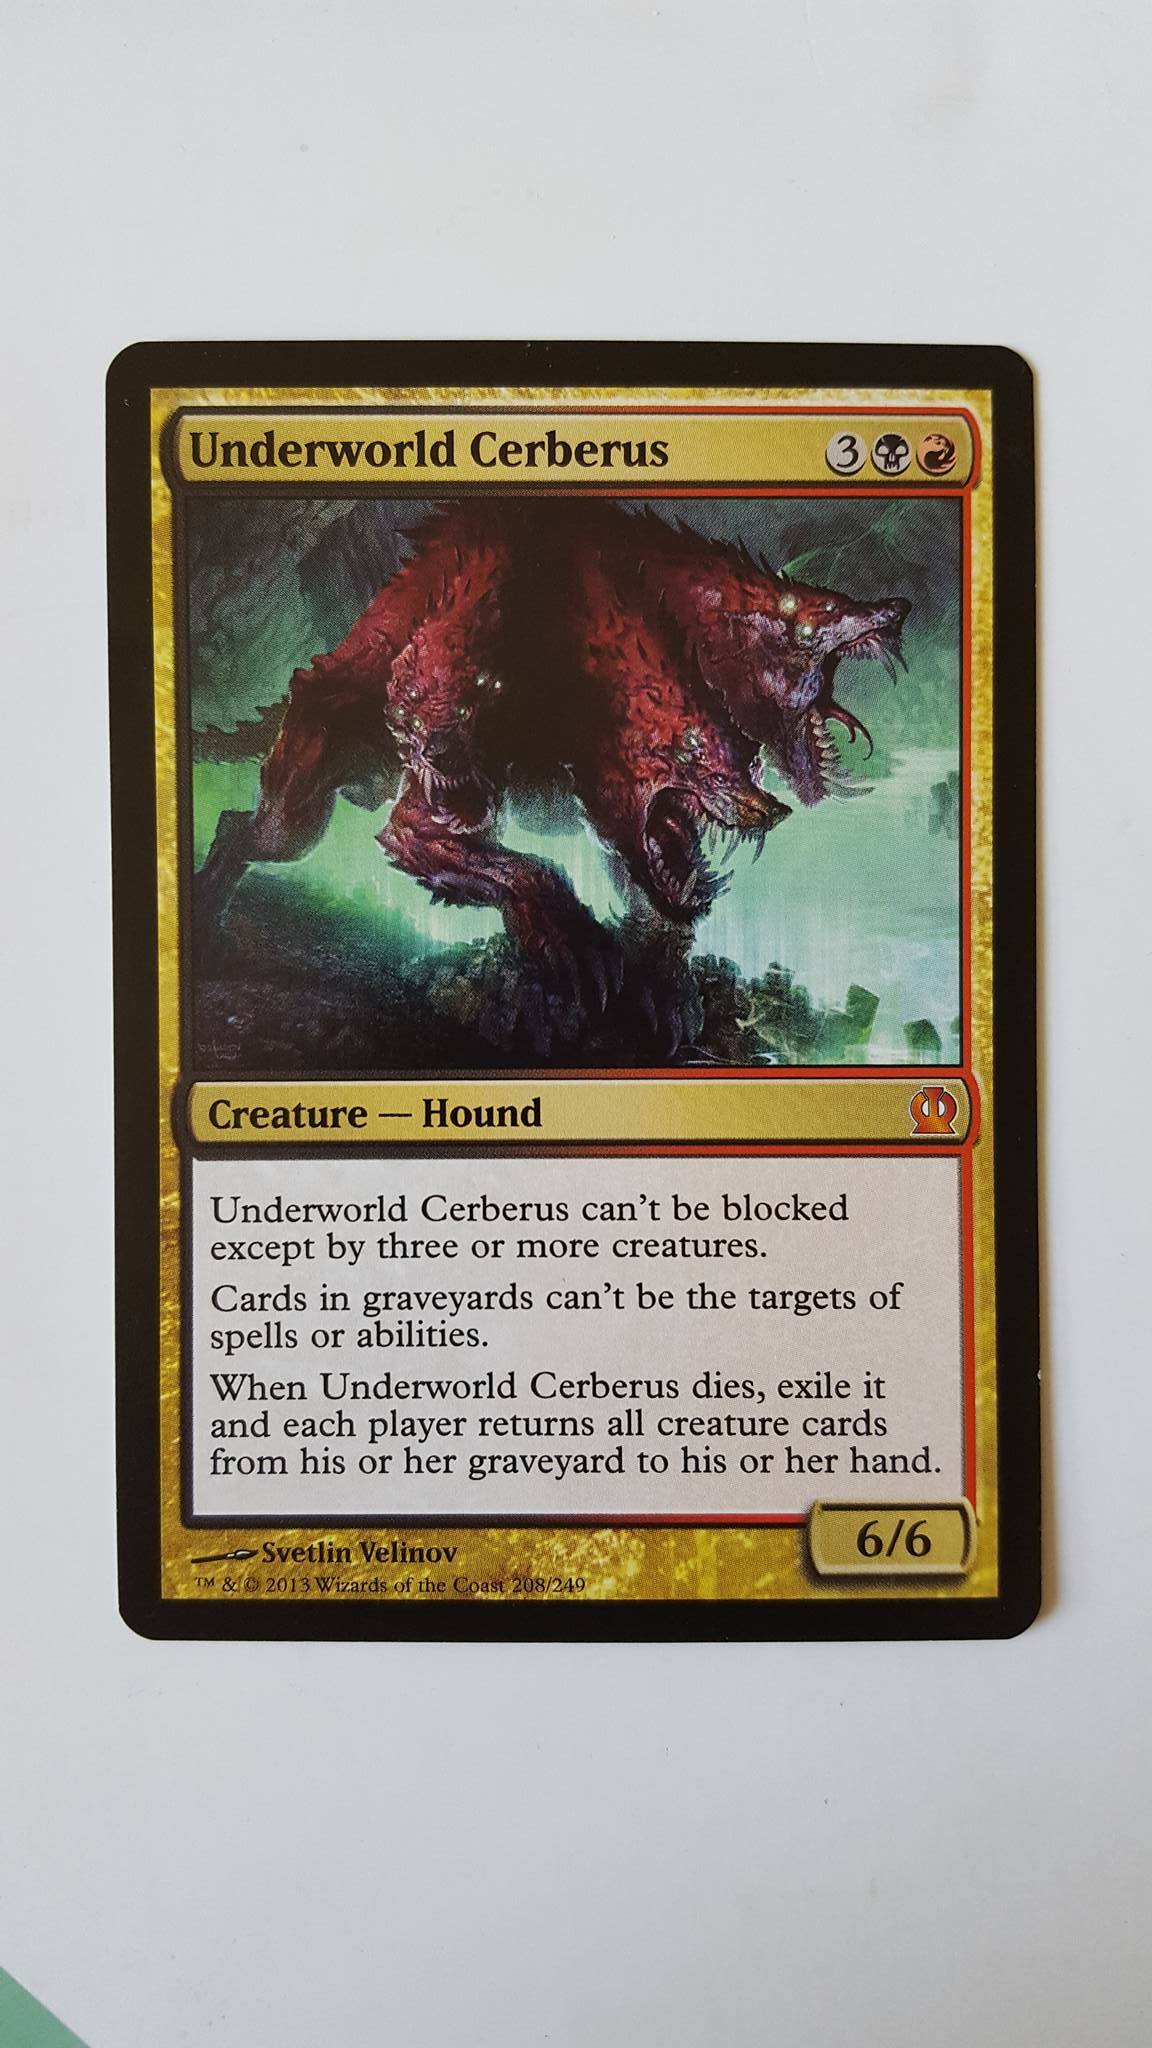 Underworld Cerberus 3
Creature — Hound
Underworld Cerberus can't be blocked
except by three or more creatures.
Cards in graveyards can't be the targets of
spells or abilities.
When Underworld Cerberus dies, exile it
and each player returns all creature cards
from his or her graveyard to his or her hand.
6/6
Svetlin Velinov
™ & © 2013 Wizards of the Coast 208/249